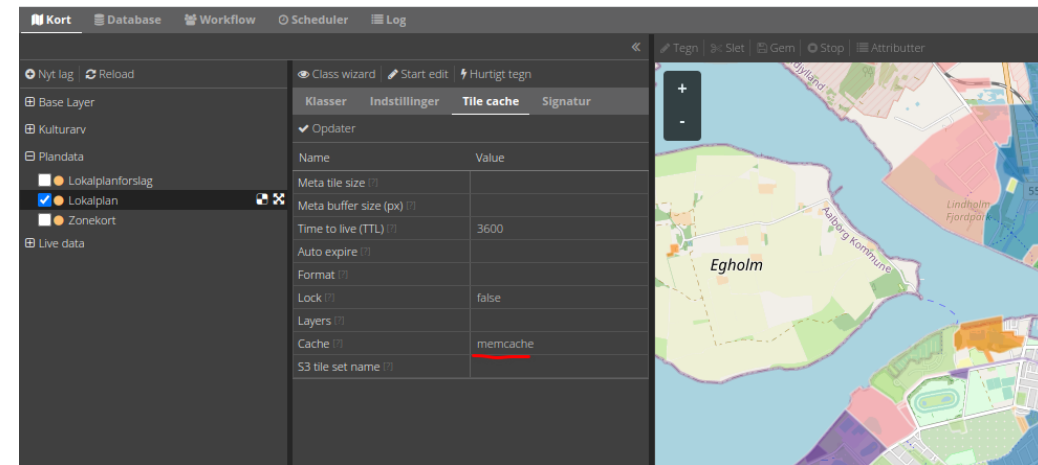 Kort Database Workflow Scheduler Log
« Tegn Slet Gem Stop Attributter
Nyt lag Reload
Class wizard Start edit Hurtigt tegn
Base Layer
Kulturarv
Plandata
Lokalplanforslag
Lokalplan
Zonekort
Live data
Klasser Indstillinger Tile cache Signatur
Opdater
Name Value
Meta tile size [?]
Meta buffer size (px) [?]
Time to live (TTL) [?] 3600
Auto expire [?]
Format [?]
Lock [?] false
Layers [?]
Cache [?] memcache
S3 tile set name [?]
+
-
Egholm
Aalborg Kommune
Lindholm
Fjordpark
55